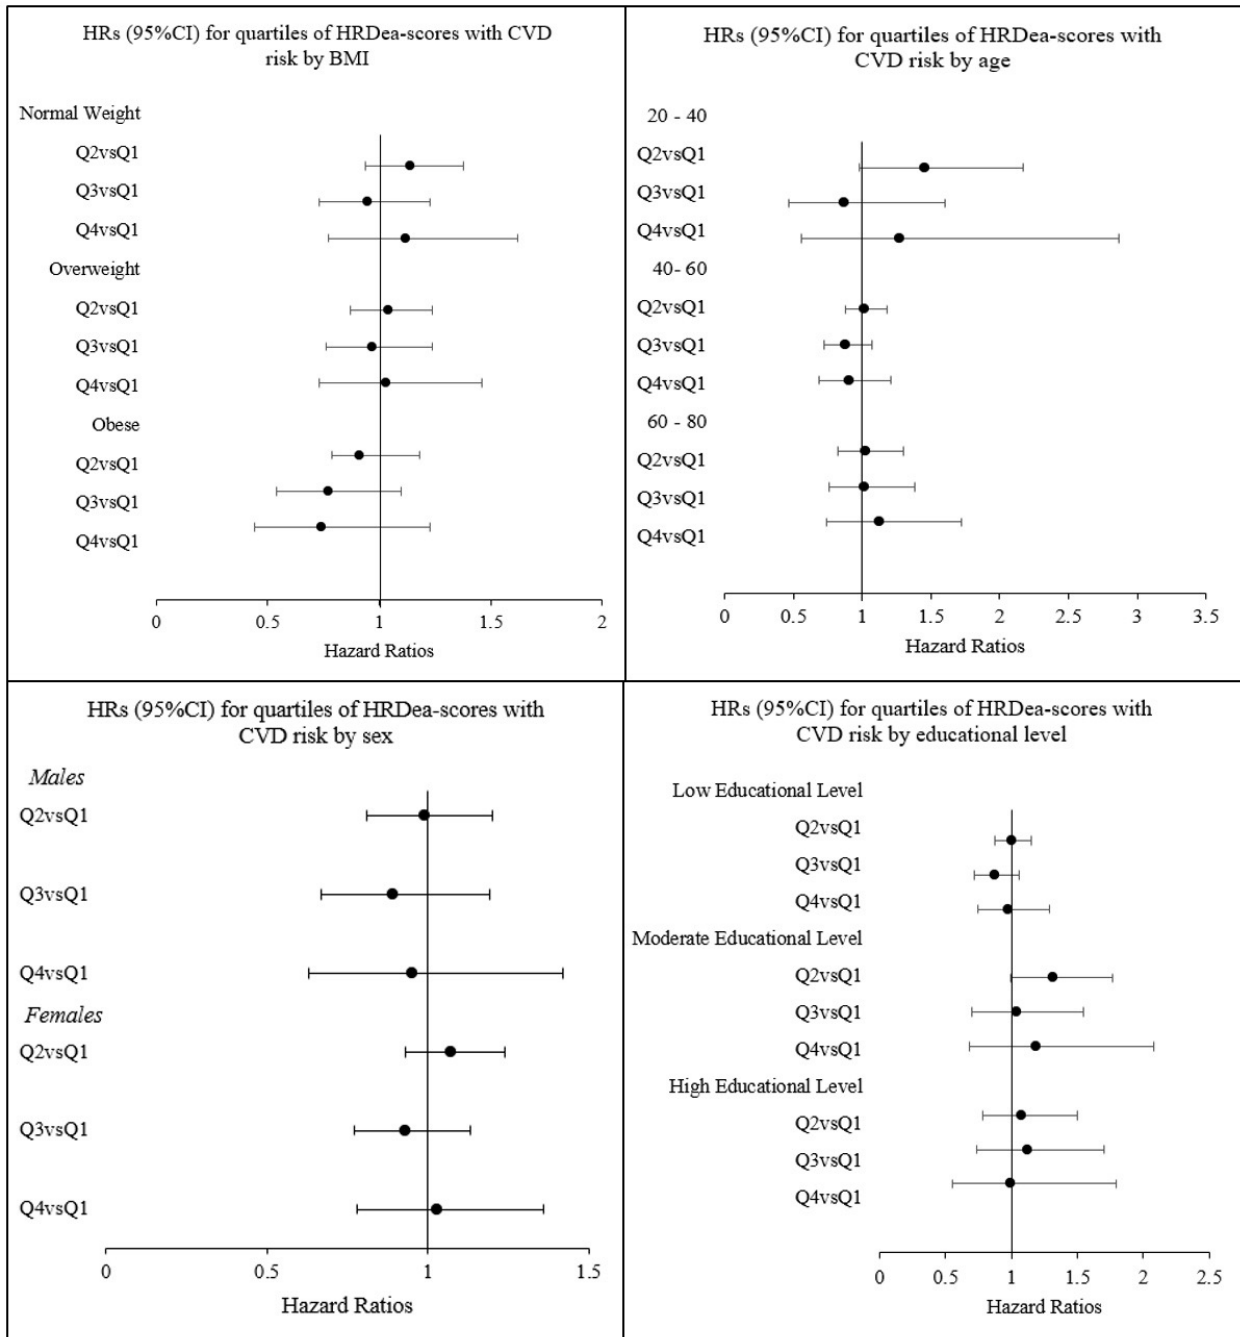 HRs (95%CI) for quartiles of HRDea-scores with CVD
risk by BMI
Normal Weight
Q2vsQ1
Q3vsQ1
Q4vsQ1
Overweight
Q2vsQ1
Q3vsQ1
Q4vsQ1
Obese
Q2vsQ1
Q3vsQ1
Q4vsQ1
0 0.5 1 1.5 2
Hazard Ratios
HRs (95%CI) for quartiles of HRDea-scores with
CVD risk by age
20 - 40
Q2vsQ1
Q3vsQ1
Q4vsQ1
40- 60
Q2vsQ1
Q3vsQ1
Q4vsQ1
60 - 80
Q2vsQ1
Q3vsQ1
Q4vsQ1
0 0.5 1 1.5 2 2.5 3 3.5
Hazard Ratios
HRs (95%CI) for quartiles of HRDea-scores with
CVD risk by sex
Males
Q2vsQ1
Q3vsQ1
Q4vsQ1
Females
Q2vsQ1
Q3vsQ1
Q4vsQ1
0 0.5 1 1.5
Hazard Ratios
HRs (95%CI) for quartiles of HRDea-scores with
CVD risk by educational level
Low Educational Level
Q2vsQ1
Q3vsQ1
Q4vsQ1
Moderate Educational Level
Q2vsQ1
Q3vsQ1
Q4vsQ1
High Educational Level
Q2vsQ1
Q3vsQ1
Q4vsQ1
0 0.5 1 1.5 2 2.5
Hazard Ratios